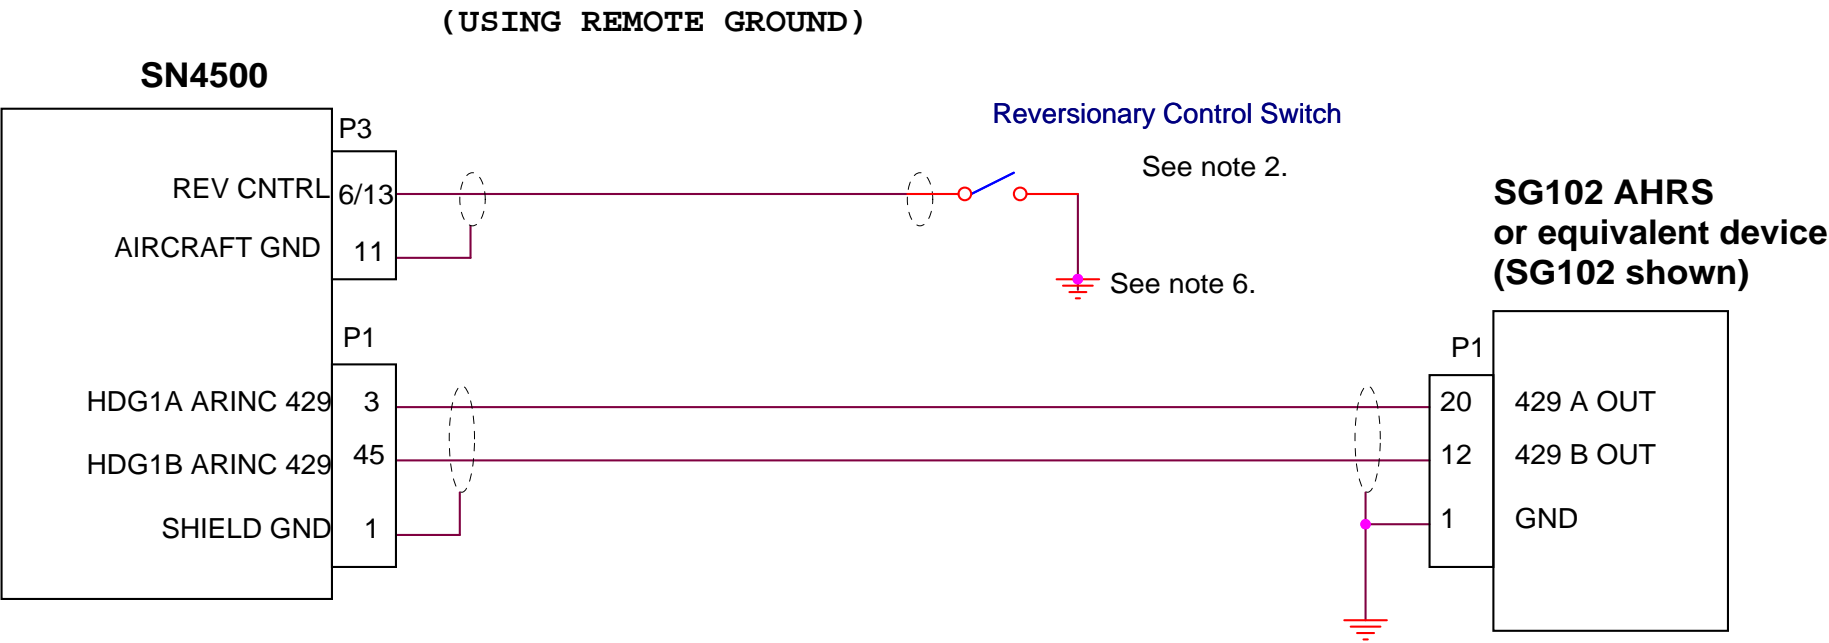 (USING REMOTE GROUND)
SN4500
Reversionary Control Switch
P3
See note 2.
REV CNTRL 6/13
SG102 AHRS
or equivalent device
(SG102 shown)
AIRCRAFT GND 11
See note 6.
P1
P1
HDG1A ARINC 429 3
20 429 A OUT
HDG1B ARINC 429 45
12 429 B OUT
SHIELD GND 1
1 GND